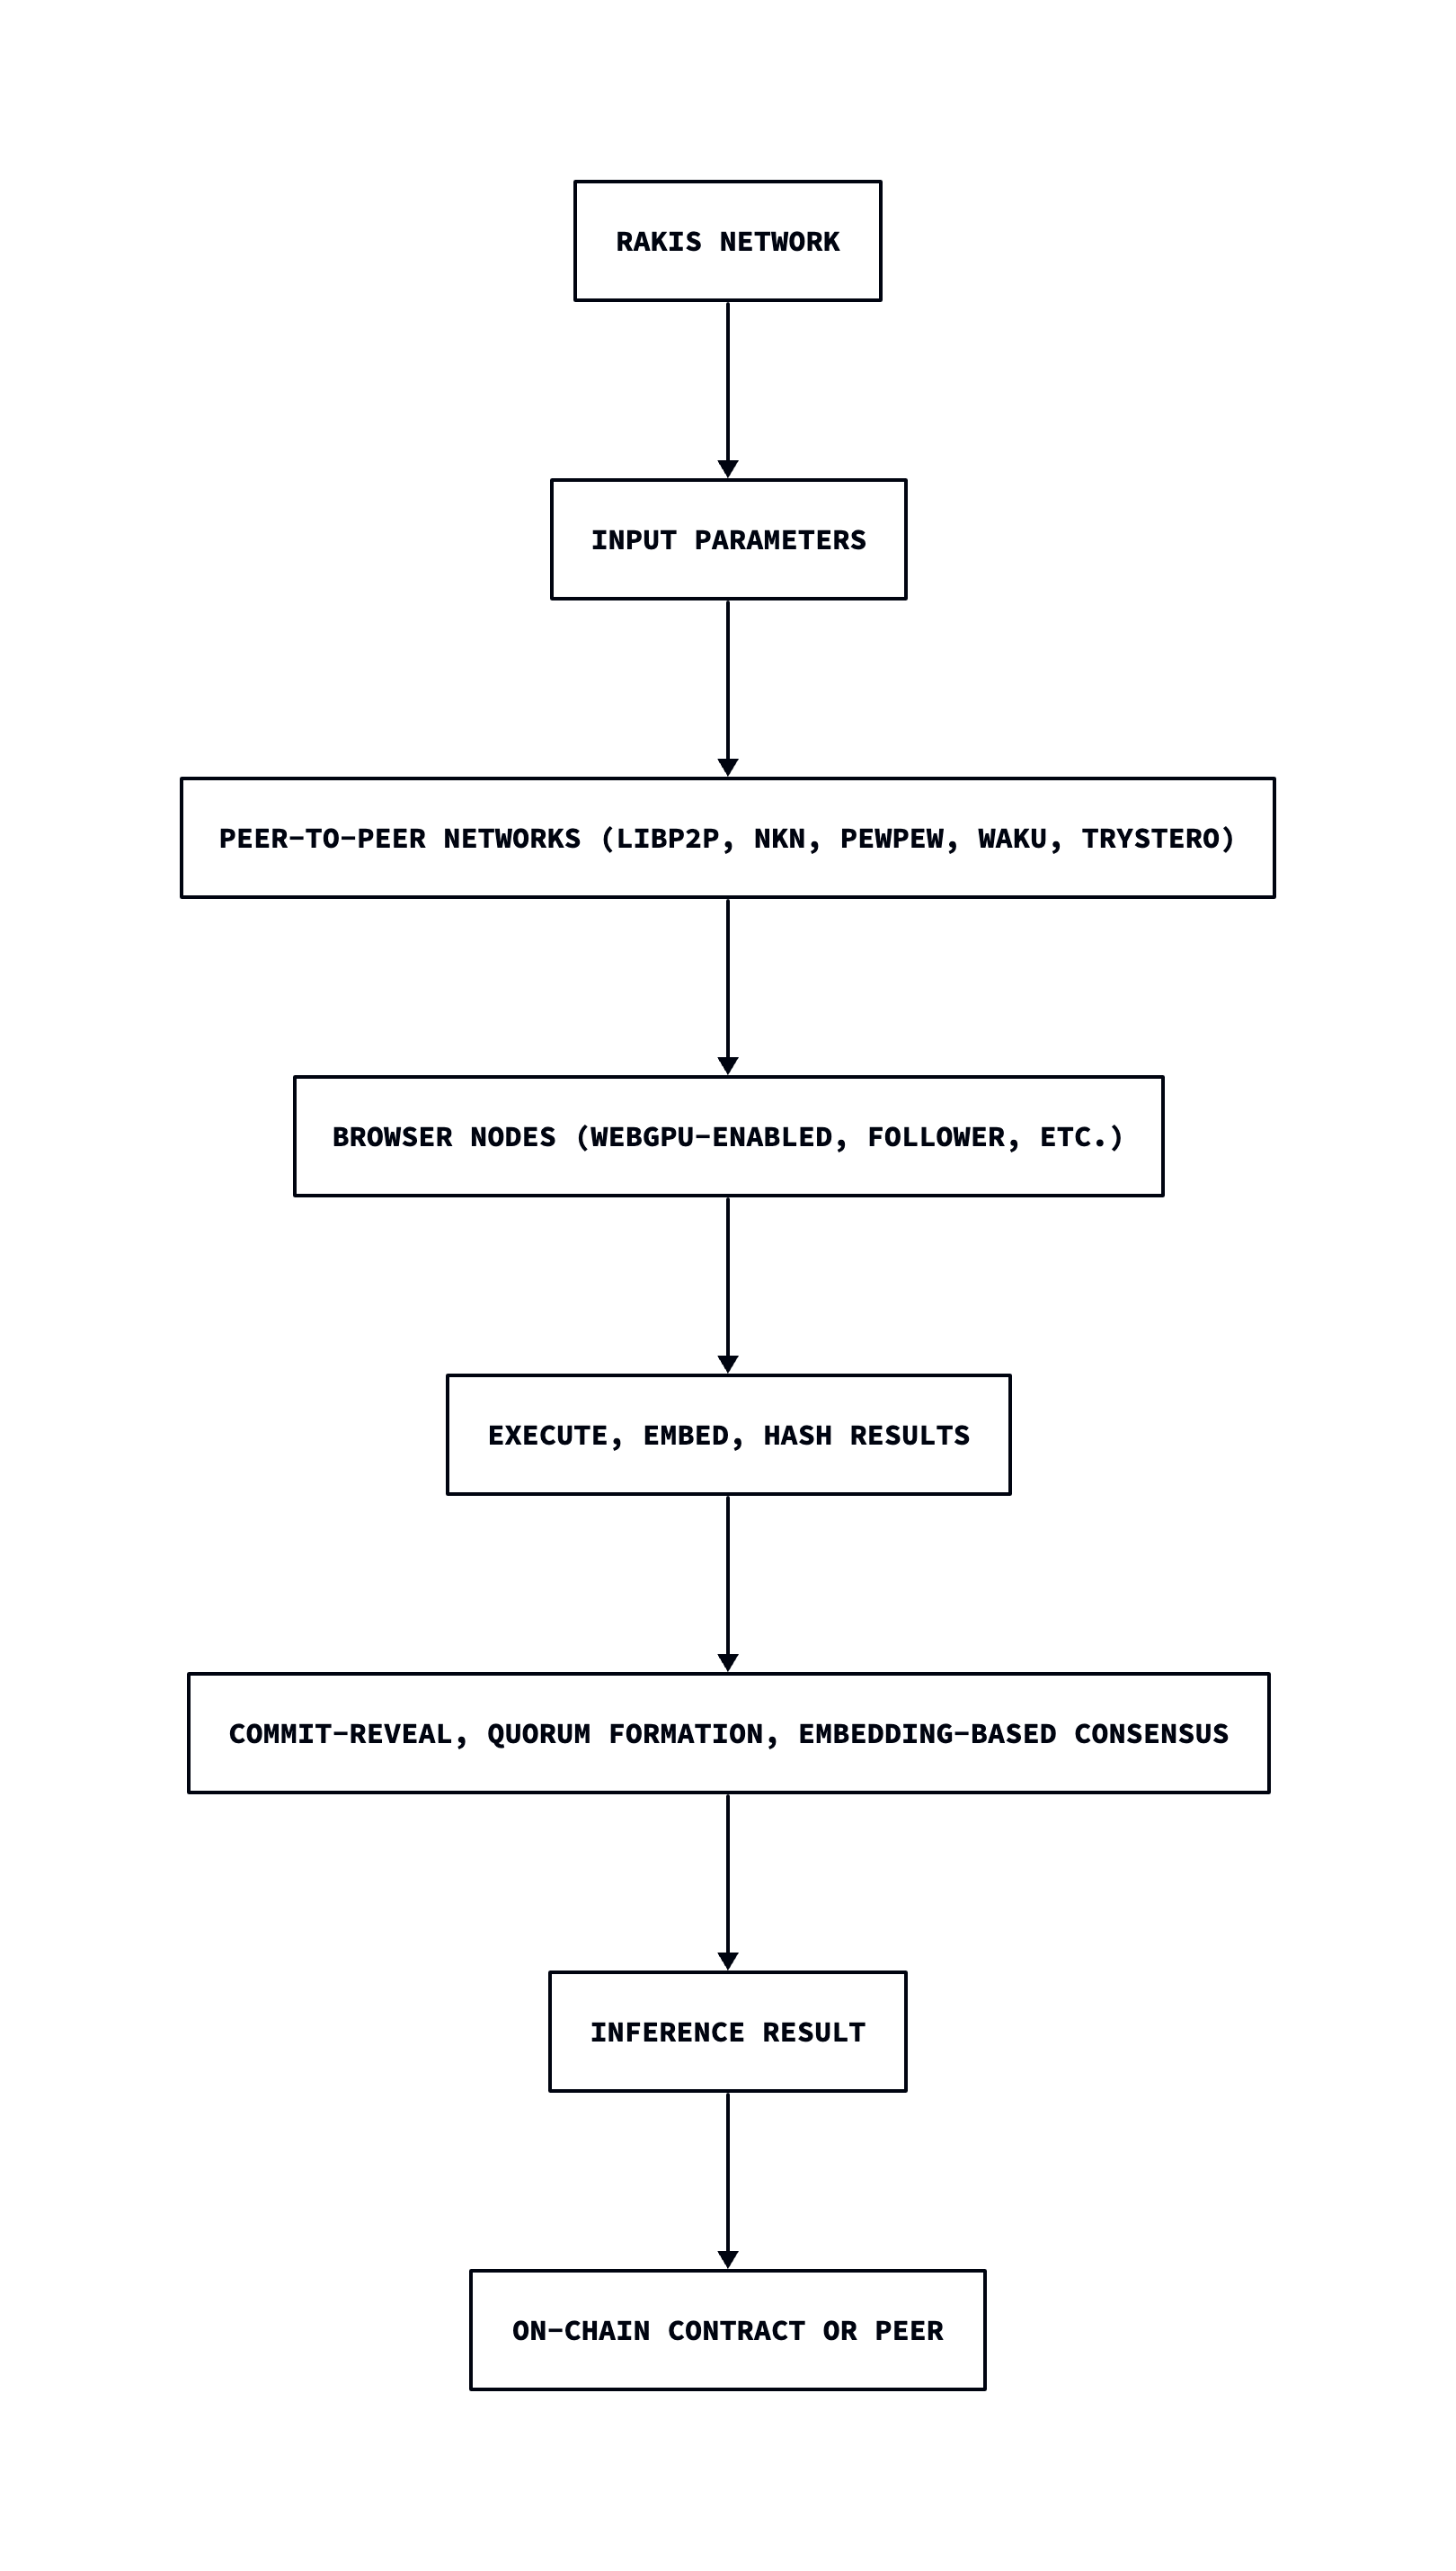 RAKIS NETWORK
INPUT PARAMETERS
PEER-TO-PEER NETWORKS (LIBP2P, NKN, PEWPEW, WAKU, TRYSTERO)
BROWSER NODES (WEBGPU-ENABLED, FOLLOWER, ETC.)
EXECUTE, EMBED, HASH RESULTS
COMMIT-REVEAL, QUORUM FORMATION, EMBEDDING-BASED CONSENSUS
INFERENCE RESULT
ON-CHAIN CONTRACT OR PEER